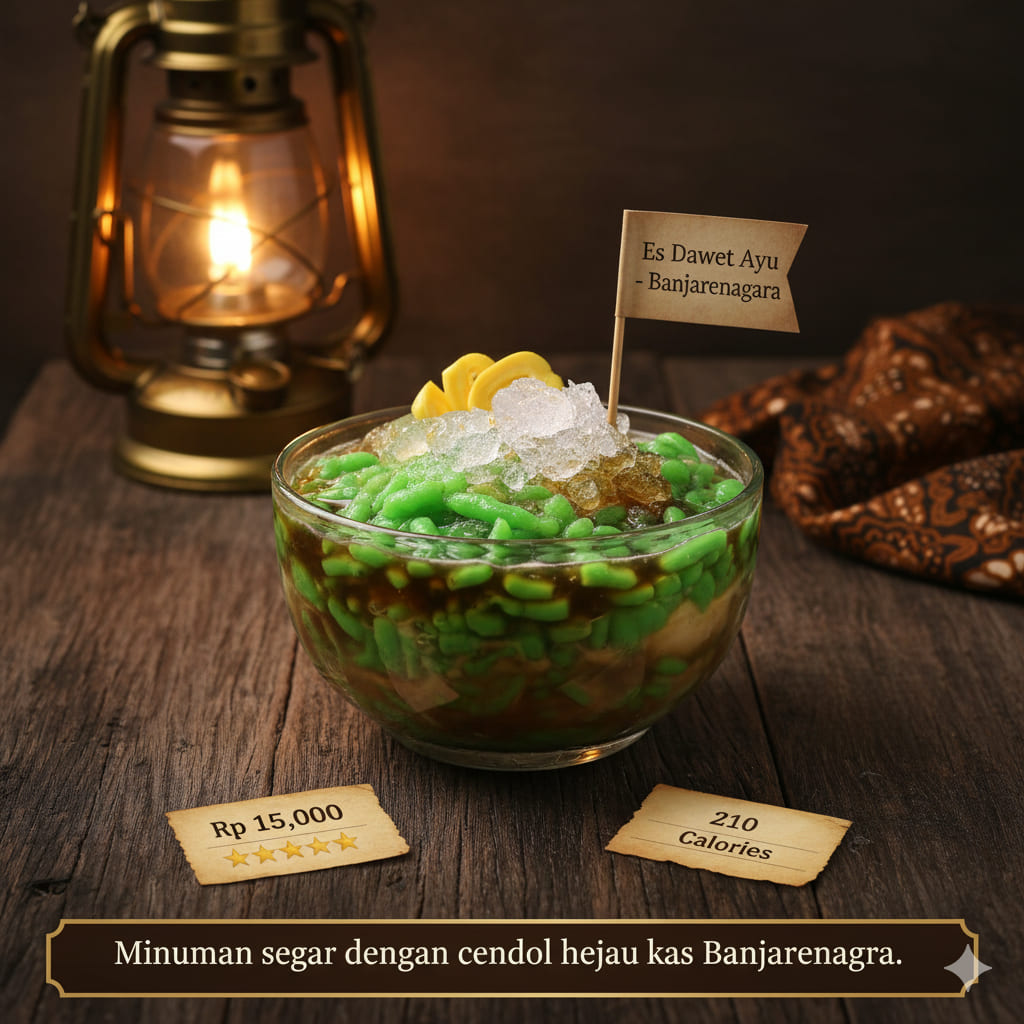 Es Dawet Ayu
- Banjarenagara
Rp 15,000
210
Calories
Minuman segar dengan cendol hejau kas Banjarenagra.